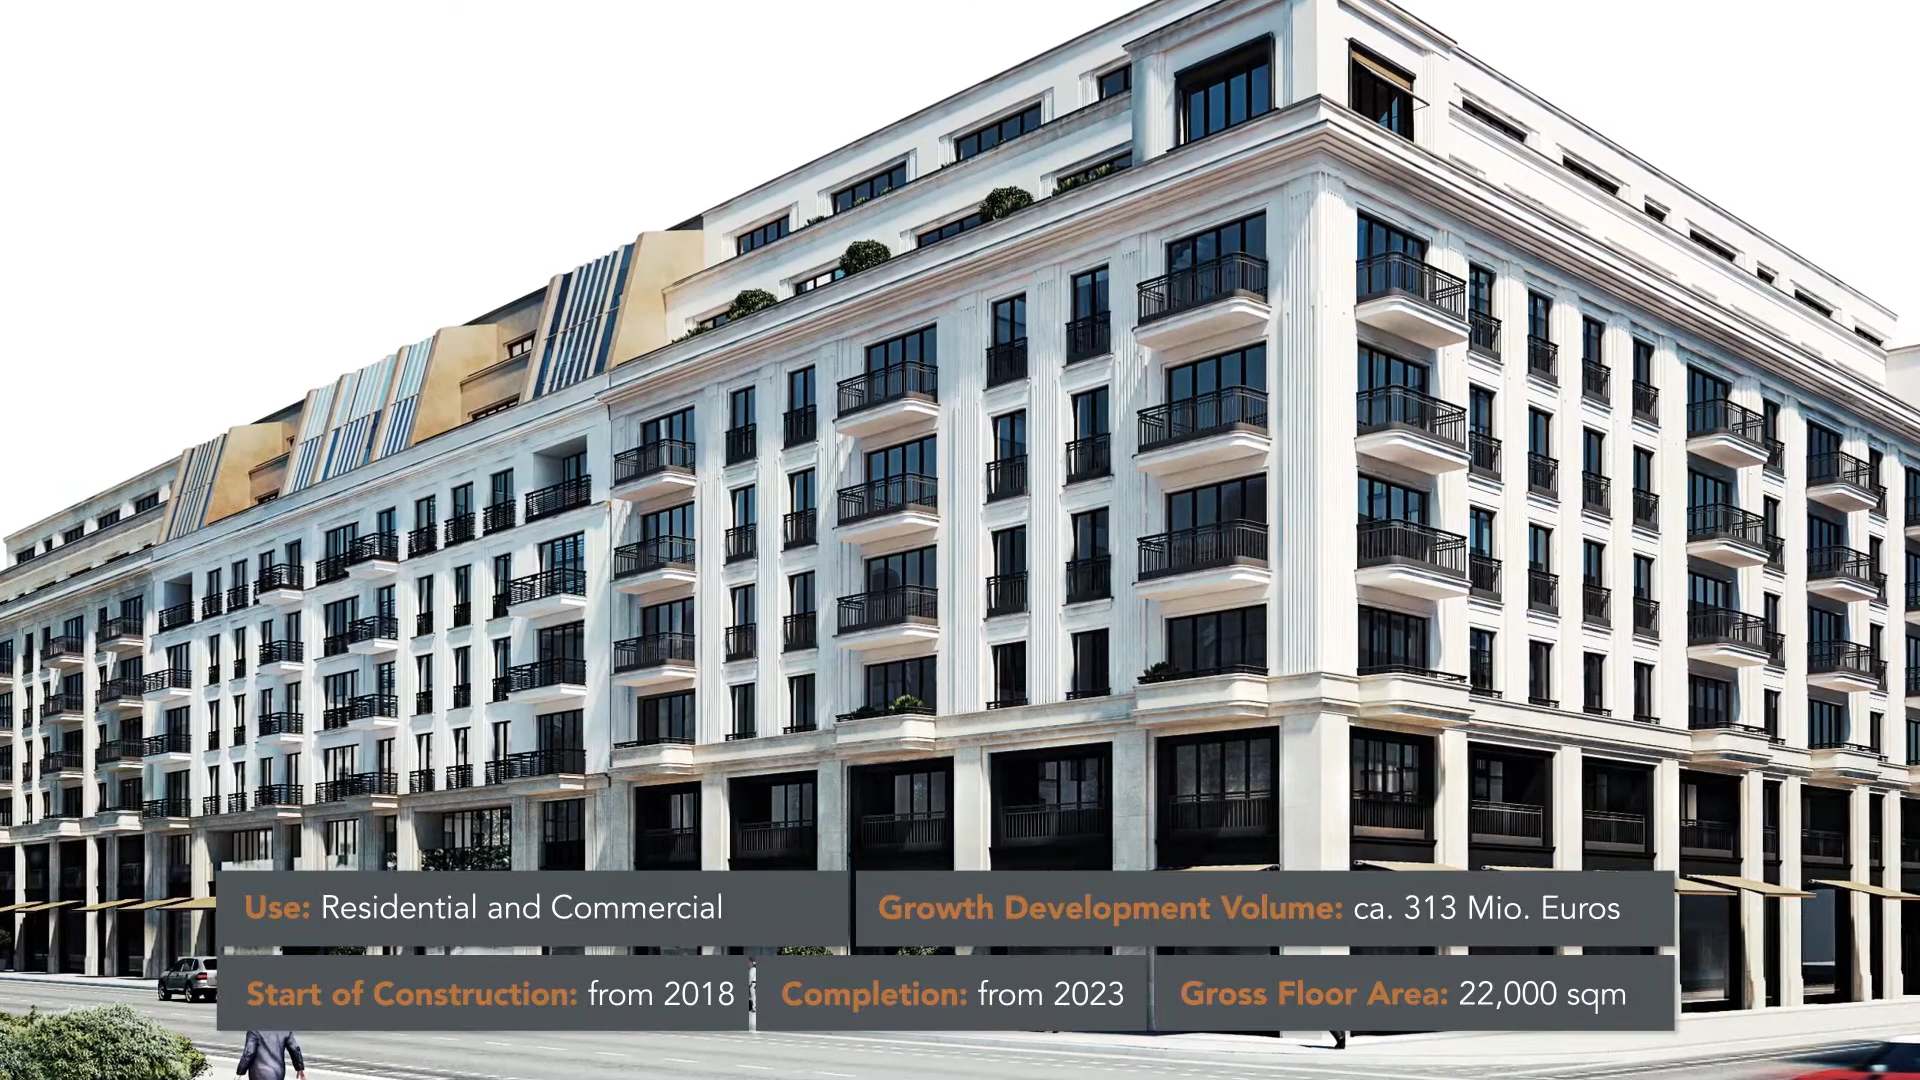 Use: Residential and Commercial
Growth Development Volume: ca. 313 Mio. Euros
Start of Construction: from 2018
Completion: from 2023
Gross Floor Area: 22,000 sqm